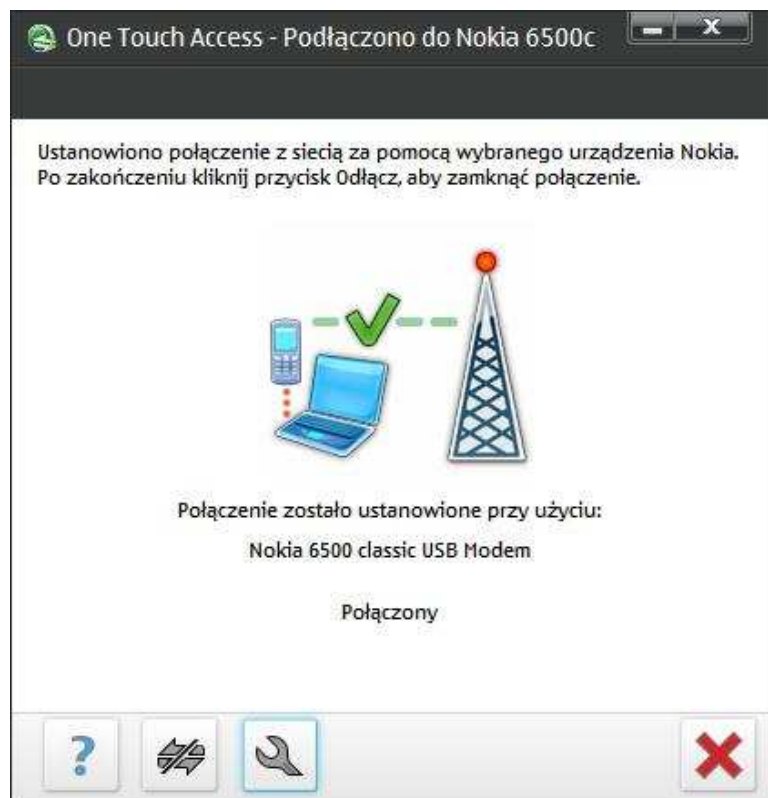 One Touch Access - Podłączono do Nokia 6500c
Ustanowiono połączenie z siecią za pomocą wybranego urządzenia Nokia.
Po zakończeniu kliknij przycisk Odłącz, aby zamknąć połączenie.
Połączenie zostało ustanowione przy użyciu:
Nokia 6500 classic USB Modem
Połączony